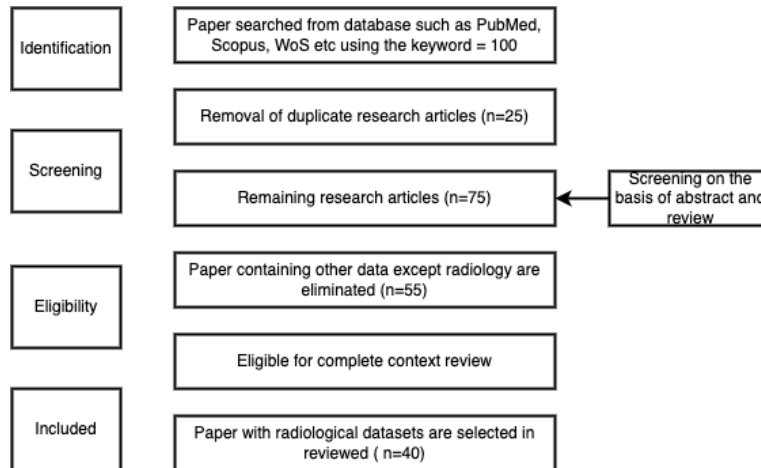 Identification
Paper searched from database such as PubMed,
Scopus, WoS etc using the keyword = 100
Removal of duplicate research articles (n=25)
Screening
Remaining research articles (n=75)
Screening on the
basis of abstract and
review
Paper containing other data except radiology are
eliminated (n=55)
Eligibility
Eligible for complete context review
Included
Paper with radiological datasets are selected in
reviewed ( n=40)